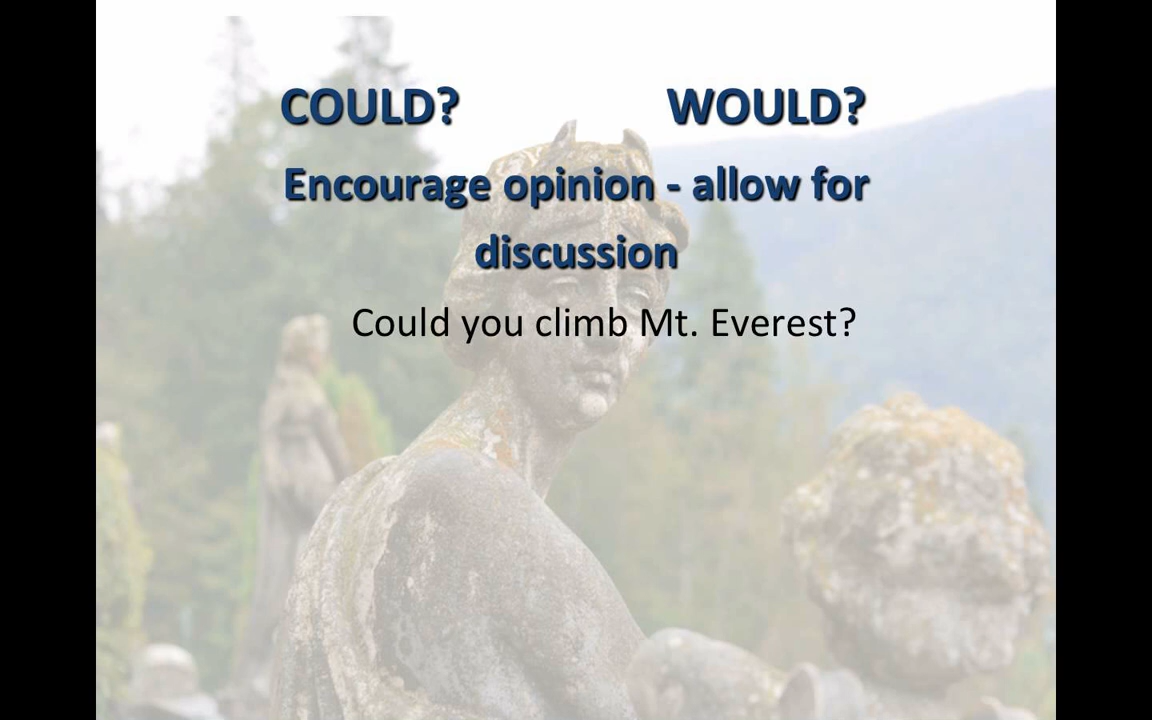 COULD? WOULD?
Encourage opinion - allow for
discussion
Could you climb Mt. Everest?